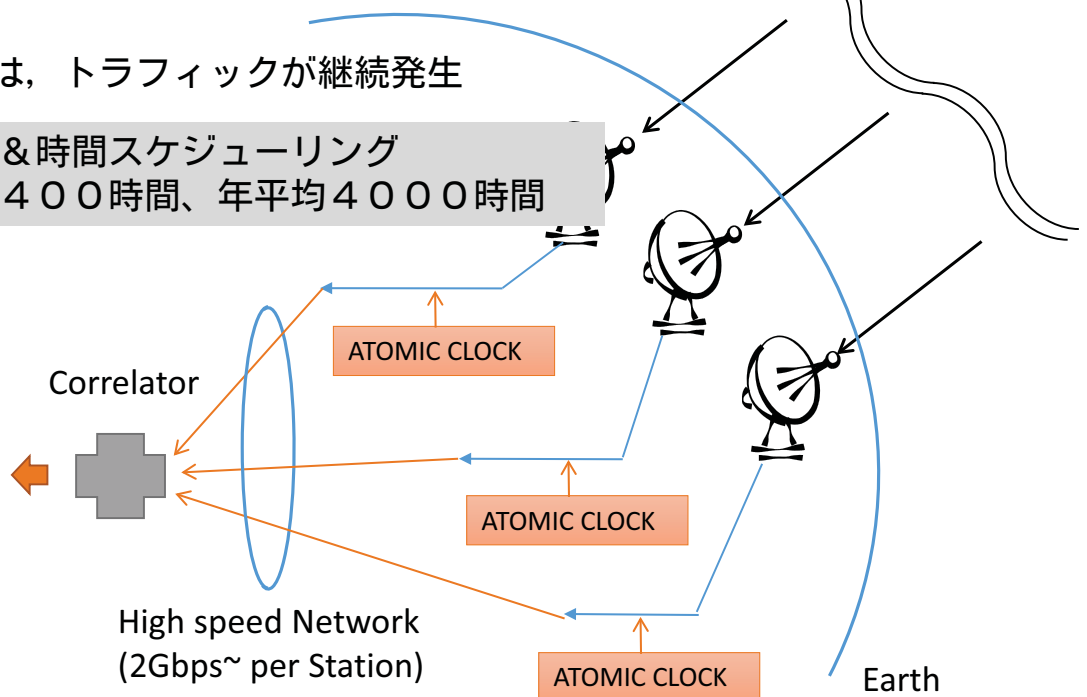 は，トラフィックが継続発生
＆時間スケジューリング
４００時間、年平均４０００時間
ATOMIC CLOCK
Correlator
ATOMIC CLOCK
High speed Network
(2Gbps~ per Station)
ATOMIC CLOCK
Earth